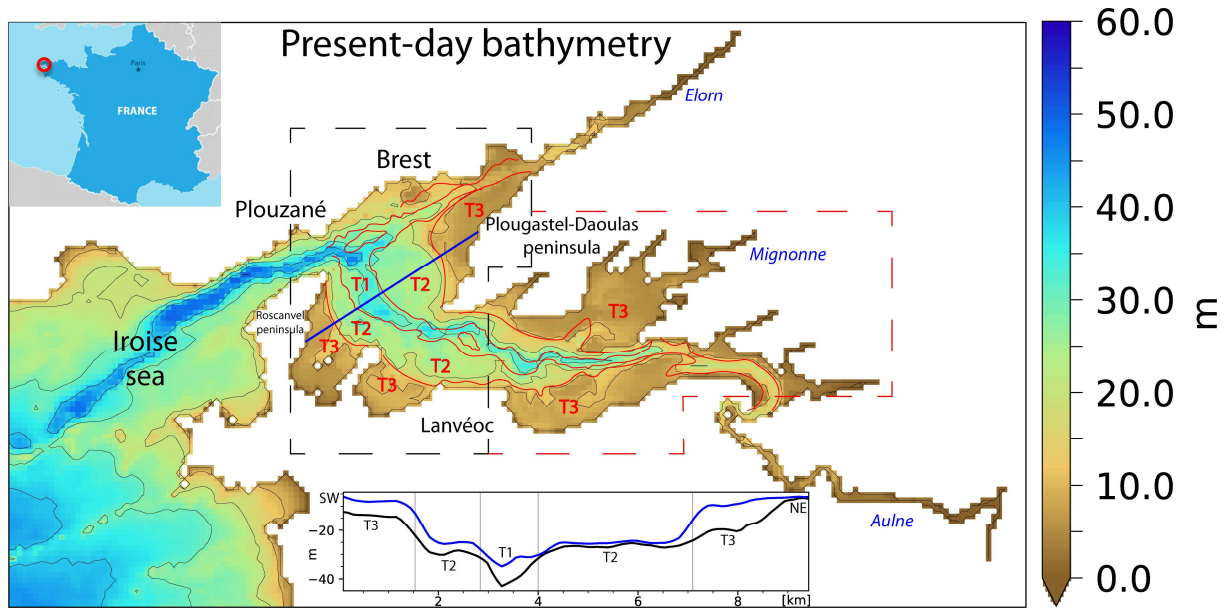 Present-day bathymetry
Paris
FRANCE
Elorn
Brest
Plouzané
T3
Plougastel-Daoulas
peninsula
Mignonne
T1
T2
T3
Roscanvel
peninsula
T2
T3
T2
T3
T3
Iroise
sea
Lanvéoc
Aulne
SW
NE
T3
T2
T1
T2
T3
−20
m
−40
2
4
6
8
[km]
60.0
50.0
40.0
30.0
20.0
10.0
0.0
m